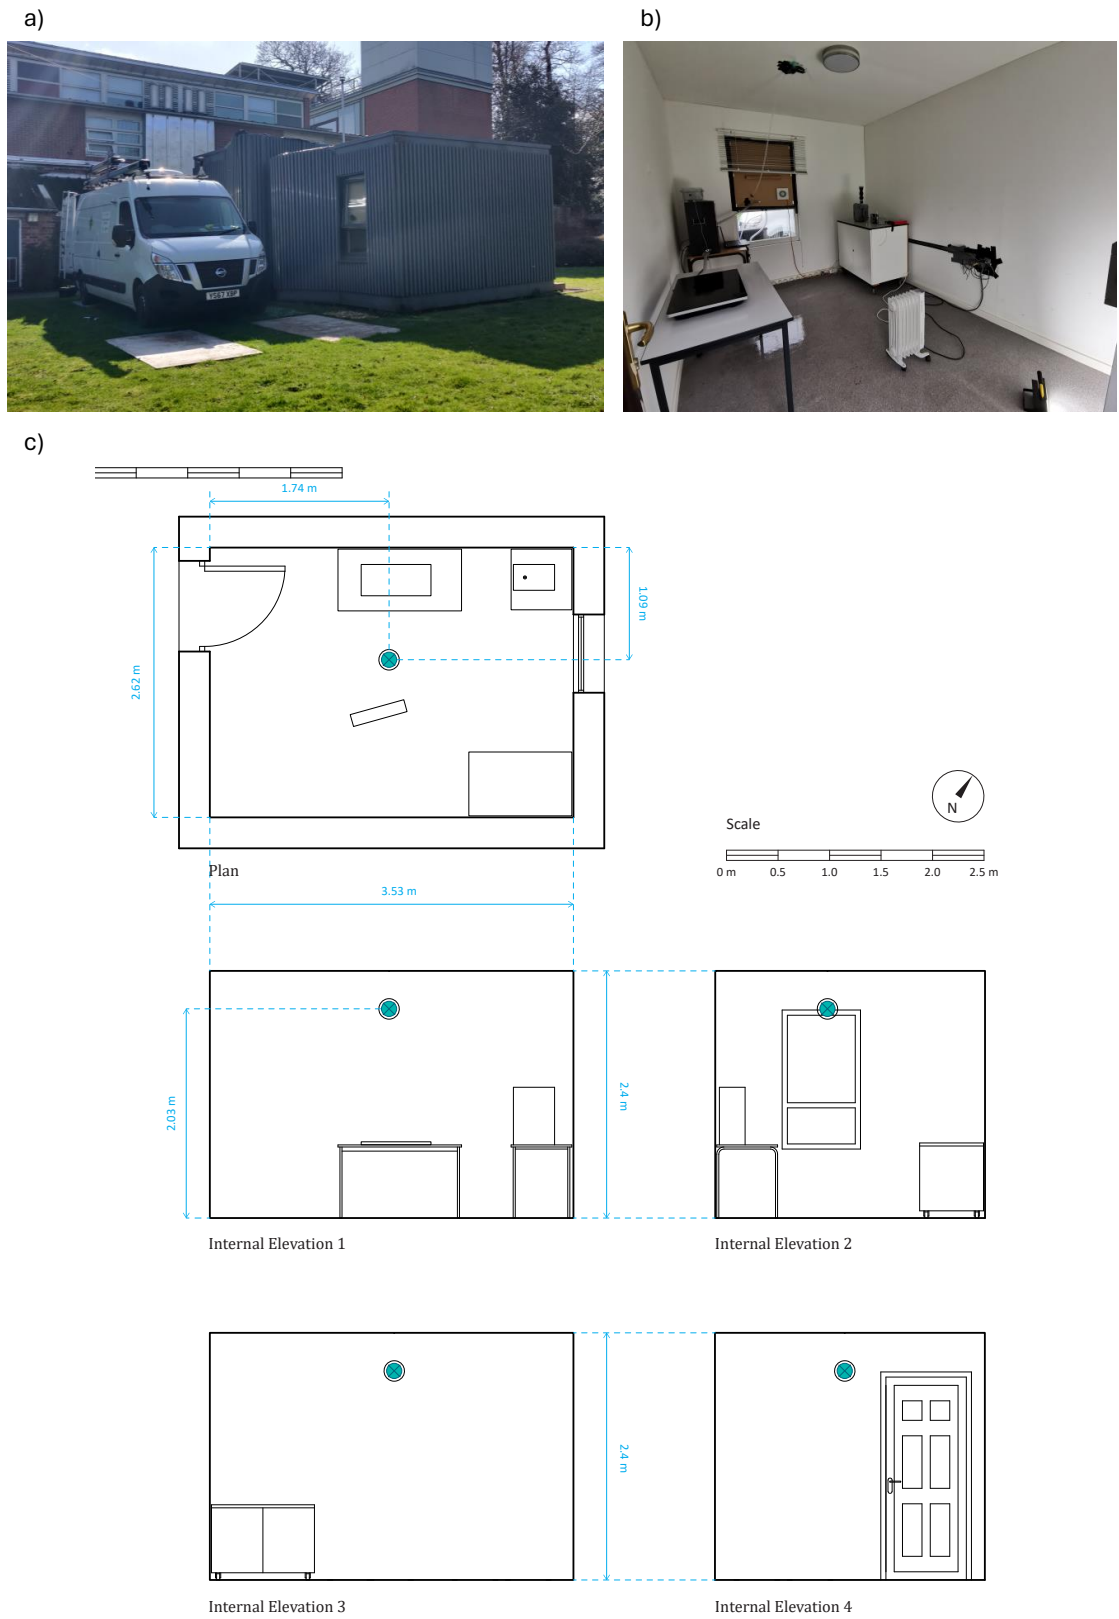 a)
b)
YS67 XBP
c)
1.74 m
1.09 m
2.62 m
N
Scale
0 m 0.5 1.0 1.5 2.0 2.5 m
Plan
3.53 m
2.03 m
2.4 m
Internal Elevation 1
Internal Elevation 2
2.4 m
Internal Elevation 3
Internal Elevation 4